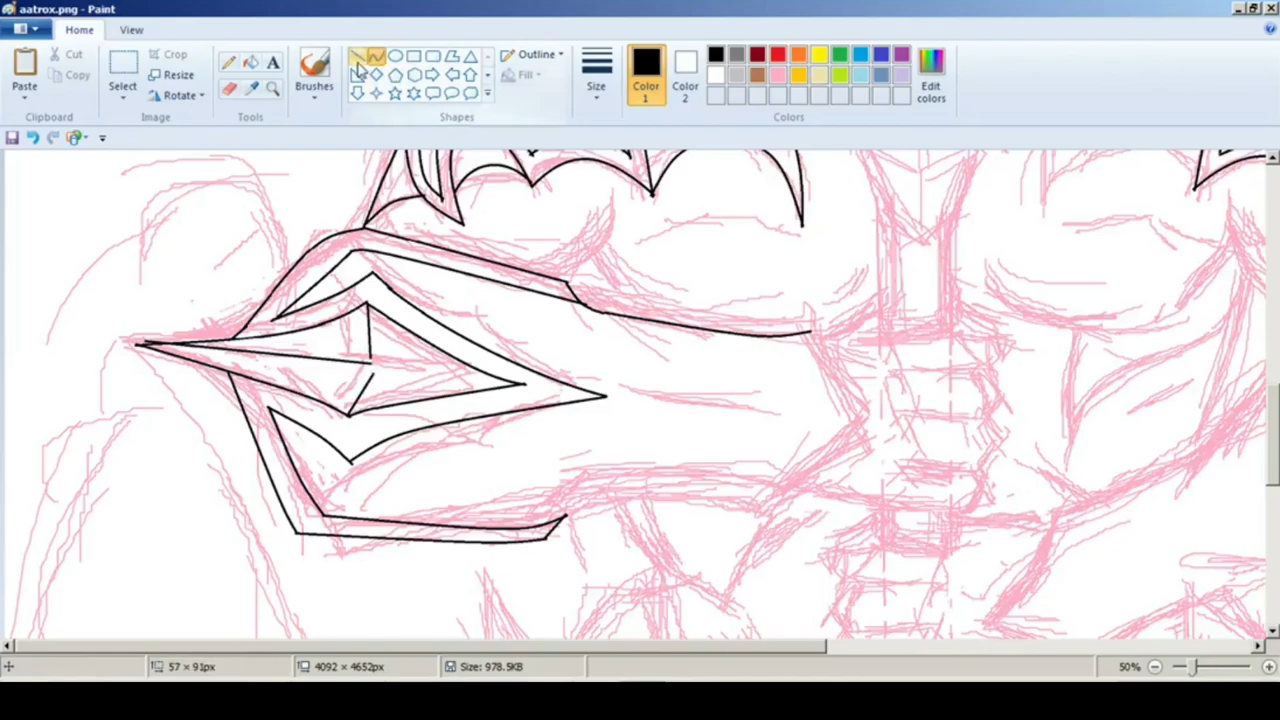 aatrox.png - Paint
Home View
Paste
Cut
Copy
Clipboard
Select
Crop
Resize
Rotate
Image
A
Tools
Brushes
Outline
Fill
Shapes
Size
Color 1
Color 2
Edit colors
Colors
57 × 91px
4092 × 4652px
Size: 978.5KB
50%